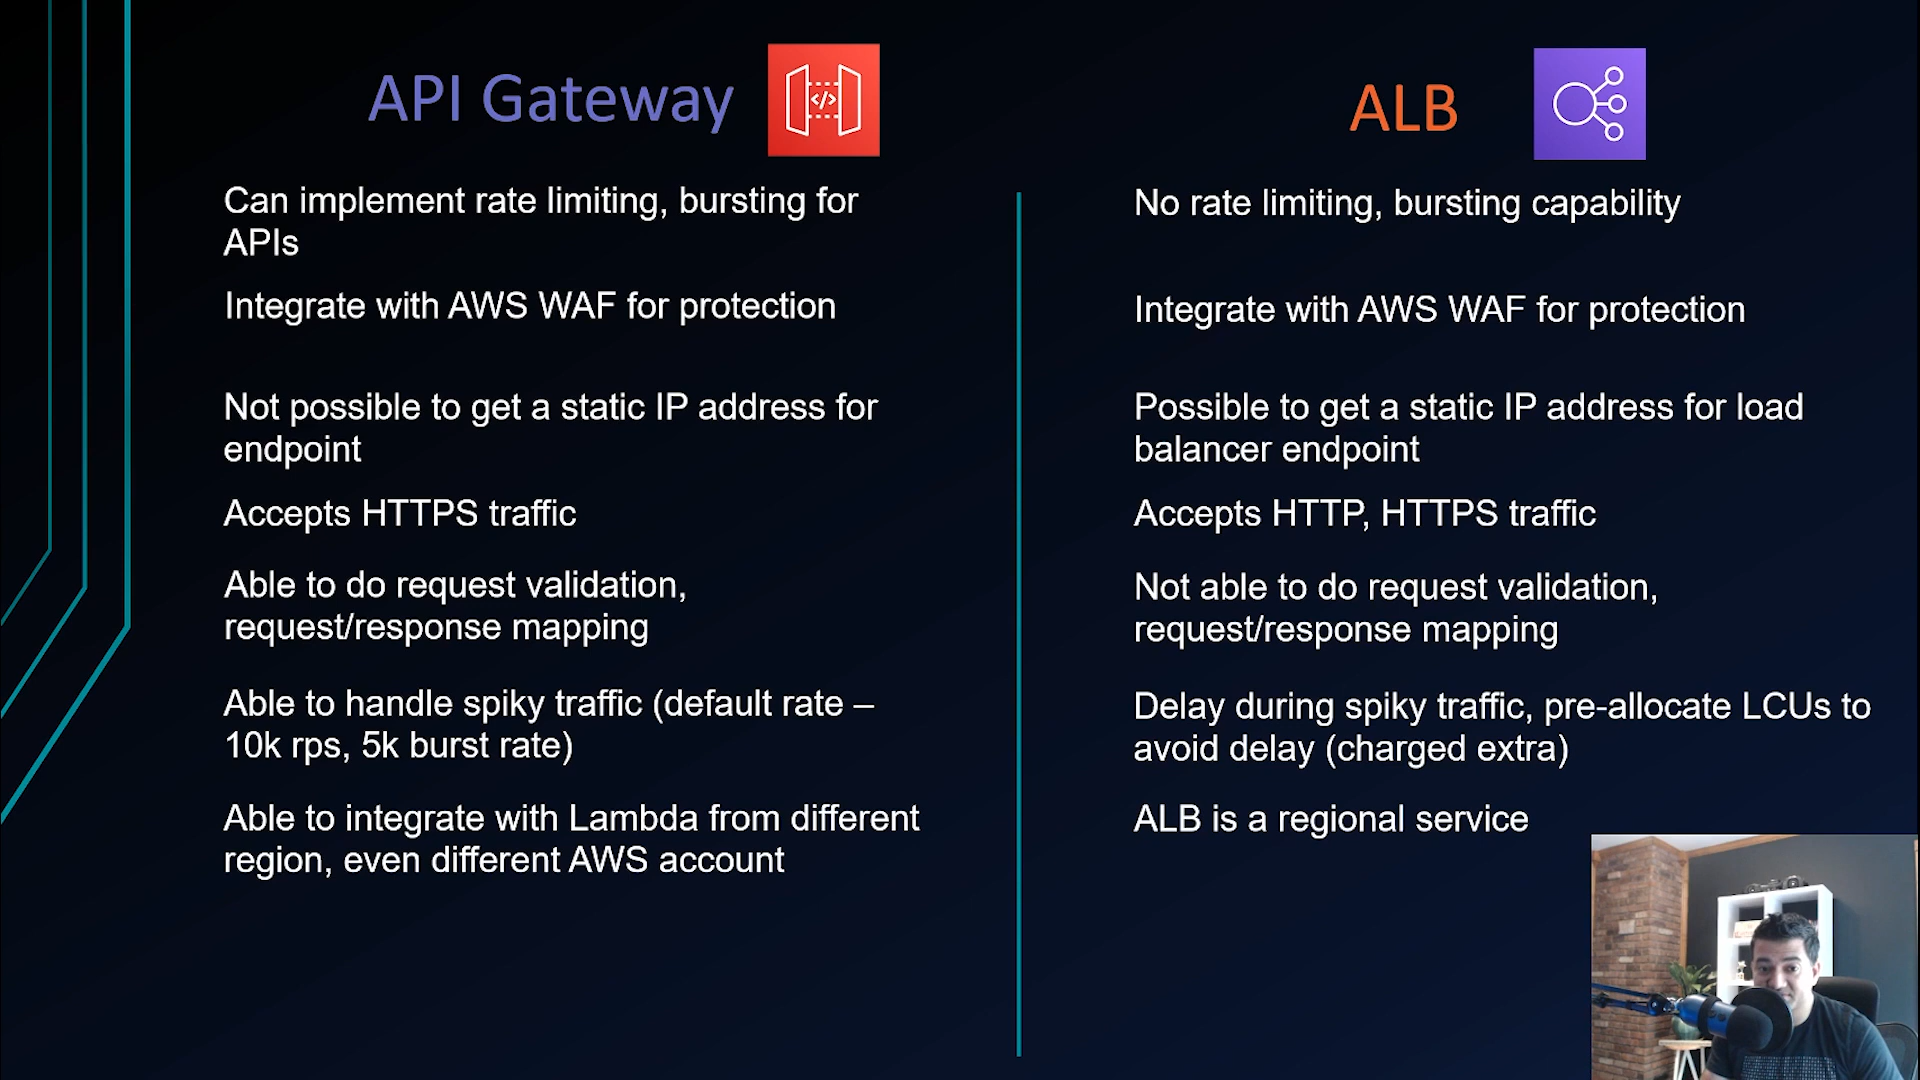 API Gateway
</>
Can implement rate limiting, bursting for
APIs
Integrate with AWS WAF for protection
Not possible to get a static IP address for
endpoint
Accepts HTTPS traffic
Able to do request validation,
request/response mapping
Able to handle spiky traffic (default rate –
10k rps, 5k burst rate)
Able to integrate with Lambda from different
region, even different AWS account
ALB
No rate limiting, bursting capability
Integrate with AWS WAF for protection
Possible to get a static IP address for load
balancer endpoint
Accepts HTTP, HTTPS traffic
Not able to do request validation,
request/response mapping
Delay during spiky traffic, pre-allocate LCUs to
avoid delay (charged extra)
ALB is a regional service